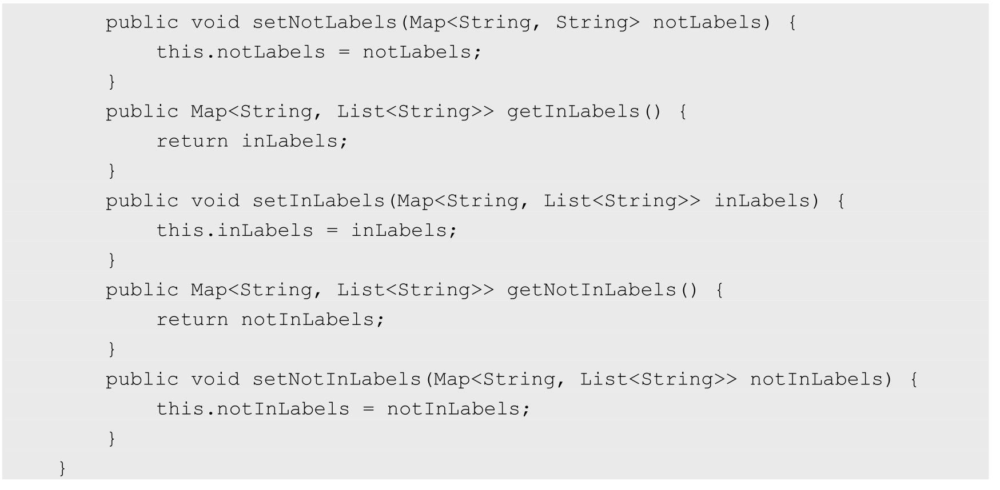 public void setNotLabels(Map<String, String> notLabels) {
this.notLabels = notLabels;
}
public Map<String, List<String>> getInLabels() {
return inLabels;
}
public void setInLabels(Map<String, List<String>> inLabels) {
this.inLabels = inLabels;
}
public Map<String, List<String>> getNotInLabels() {
return notInLabels;
}
public void setNotInLabels(Map<String, List<String>> notInLabels) {
this.notInLabels = notInLabels;
}
}